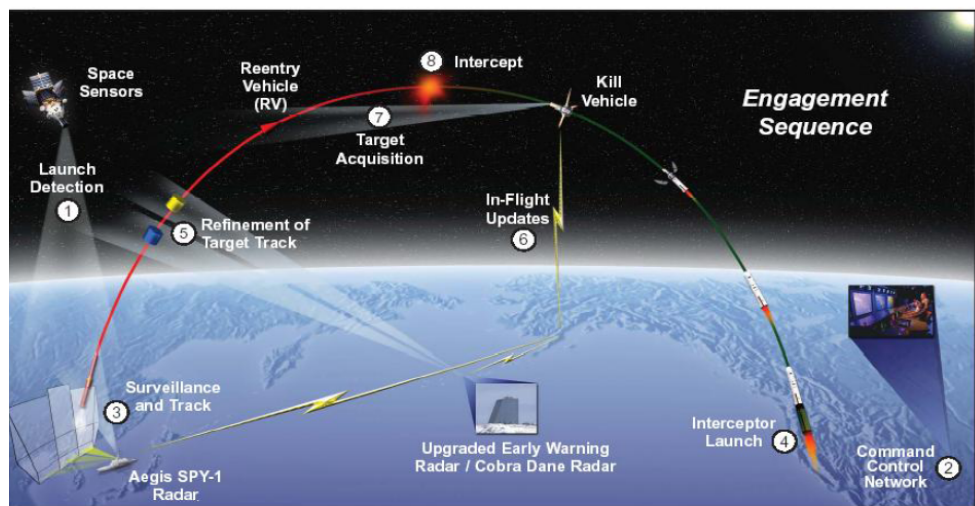 Engagement
Sequence
Space
Sensors
Launch
Detection
1
Reentry
Vehicle
(RV)
8
Intercept
7
Target
Acquisition
Kill
Vehicle
5
Refinement of
Target Track
In-Flight
Updates
6
Surveillance
and Track
3
Aegis SPY-1
Radar
Upgraded Early Warning
Radar / Cobra Dane Radar
Interceptor
Launch
4
Command
Control
Network
2